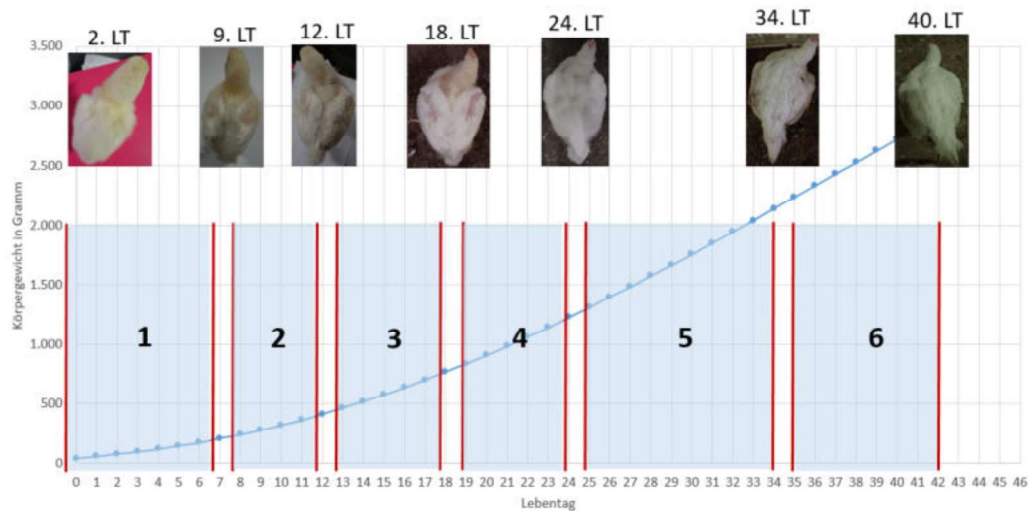 2. LT
9. LT
12. LT
18. LT
24. LT
34. LT
40. LT
3.500
3.000
2.500
2.000
1.500
1.000
500
0
Körpergewicht in Gramm
1
2
3
4
5
6
0 1 2 3 4 5 6 7 8 9 10 11 12 13 14 15 16 17 18 19 20 21 22 23 24 25 26 27 28 29 30 31 32 33 34 35 36 37 38 39 40 41 42 43 44 45 46
Lebentag